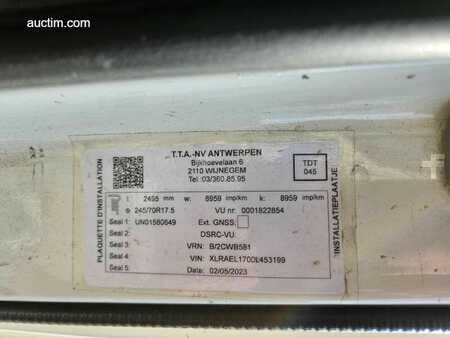 auctim.com
T.T.A.-NV ANTWERPEN
Bijkhoevelaan 6
2110 WIJNEGEM
Tel :03/360.85.95
TDT
045
PLAQUETTE D'INSTALLATION
INSTALLATIEPLAATJE
l: 2495 mm w: 8959 imp/km k: 8959 imp/km
245/70R17.5 VU nr: 0001822854
Seal 1: UN01580649 Ext. GNSS:
Seal 2: DSRC-VU:
Seal 3: VRN: B/2CWB581
Seal 4: VIN: XLRAEL1700L453199
Seal 5: Date: 02/05/2023